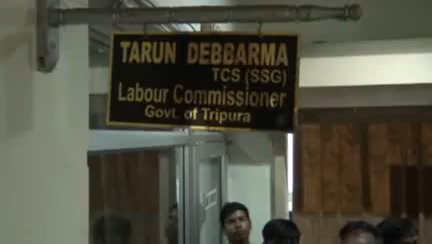 TARUN DEBBARMA
TCS (SSG)
Labour Commissioner
Govt. of Tripura